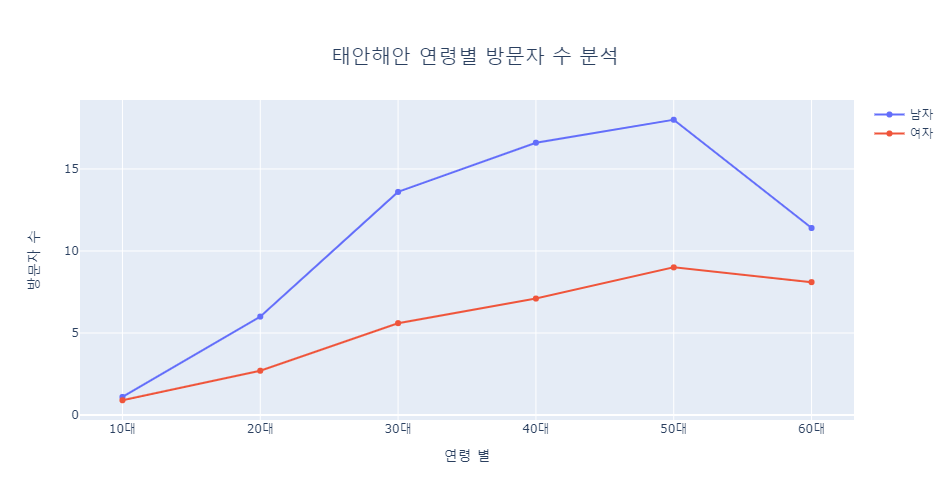 태안해안 연령별 방문자 수 분석
남자
여자
방문자 수
15
10
5
0
10대
20대
30대
40대
50대
60대
연령 별